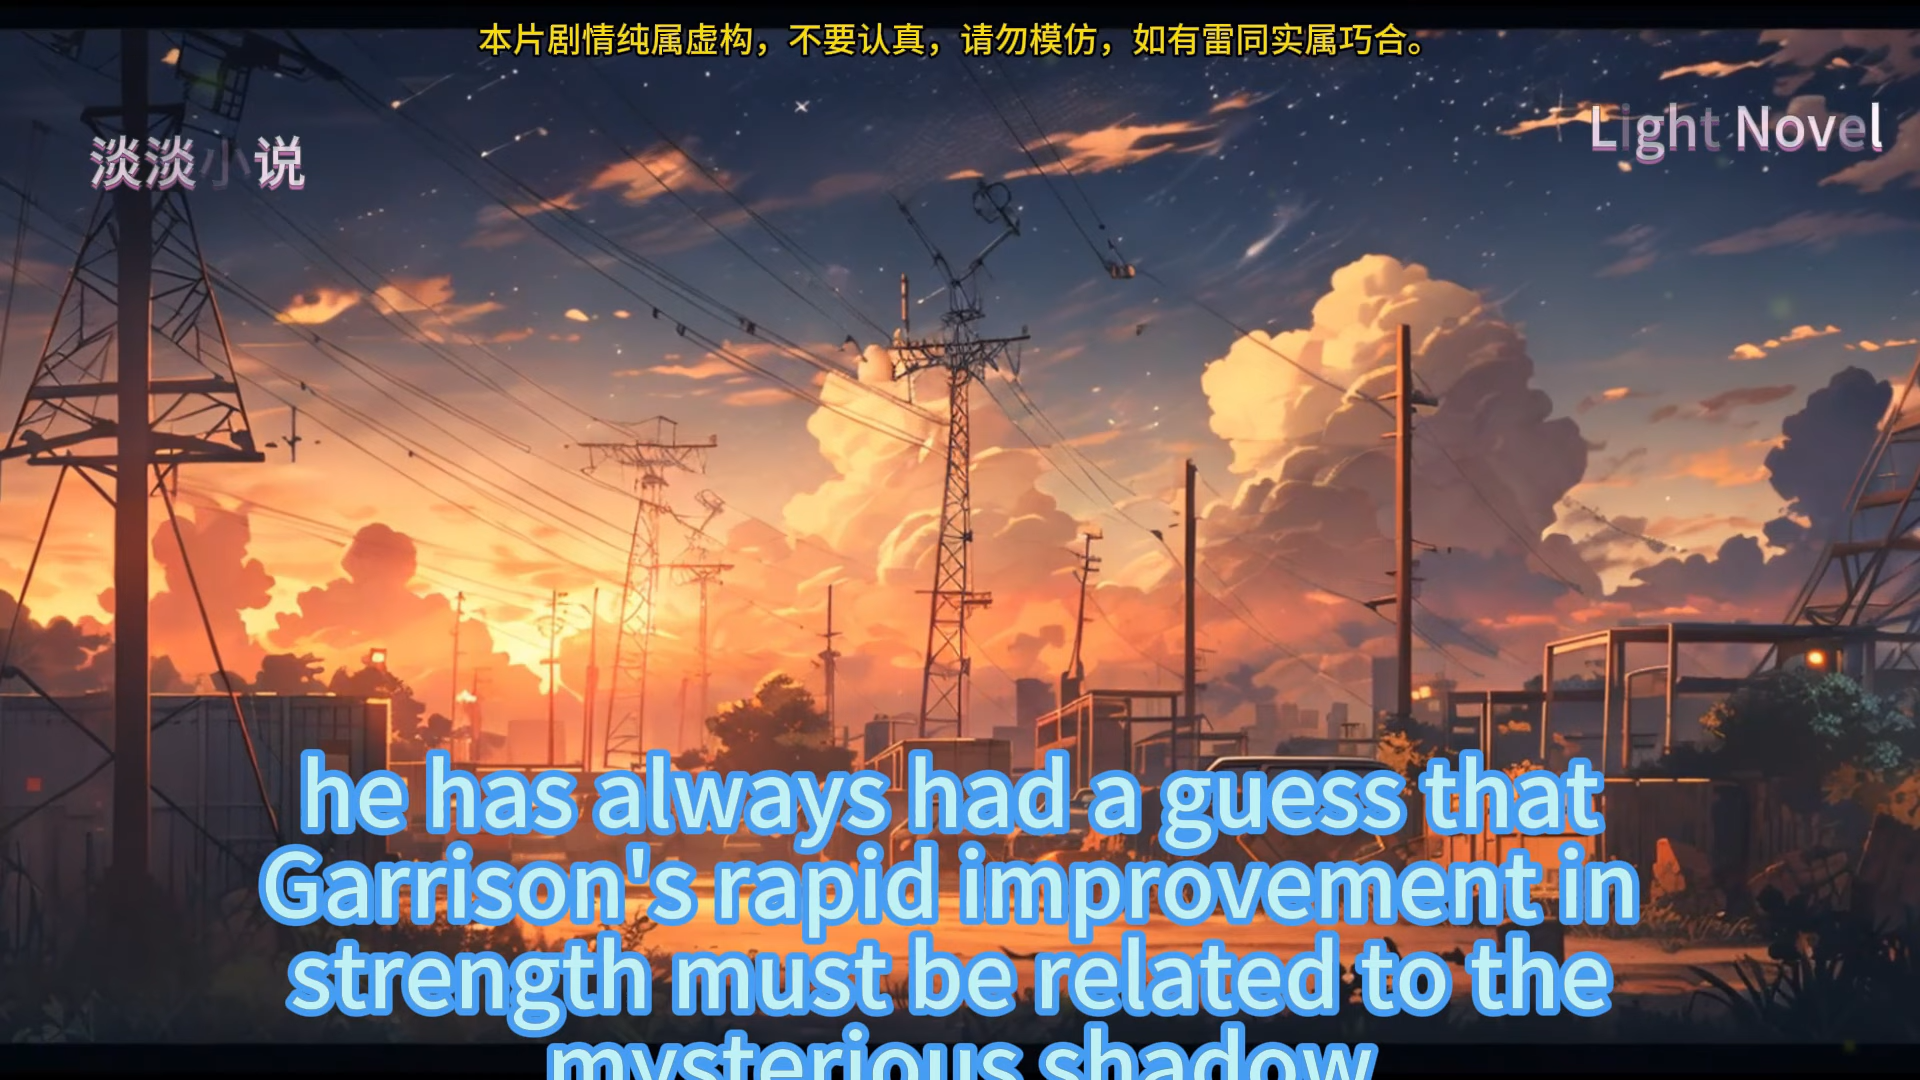 本片剧情纯属虚构，不要认真，请勿模仿，如有雷同实属巧合。
淡淡小说
Light Novel
he has always had a guess that
Garrison's rapid improvement in
strength must be related to the
mysterious shadow